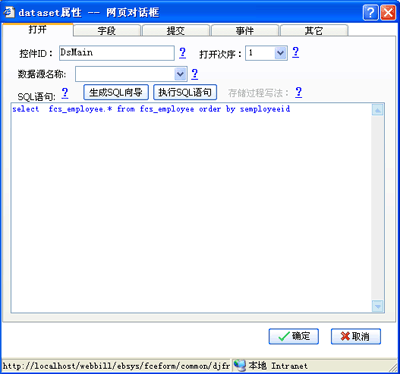 dataset属性 -- 网页对话框
打开 字段 提交 事件 其它
控件ID： DsMain ? 打开次序： 1 ?
数据源名称: ?
SQL语句: ? 生成SQL向导 执行SQL语句 存储过程写法： ?
select fcs_employee.* from fcs_employee order by semployeeid
确定 取消
http://localhost/webbill/ebsys/fceform/common/djfr 本地 Intranet